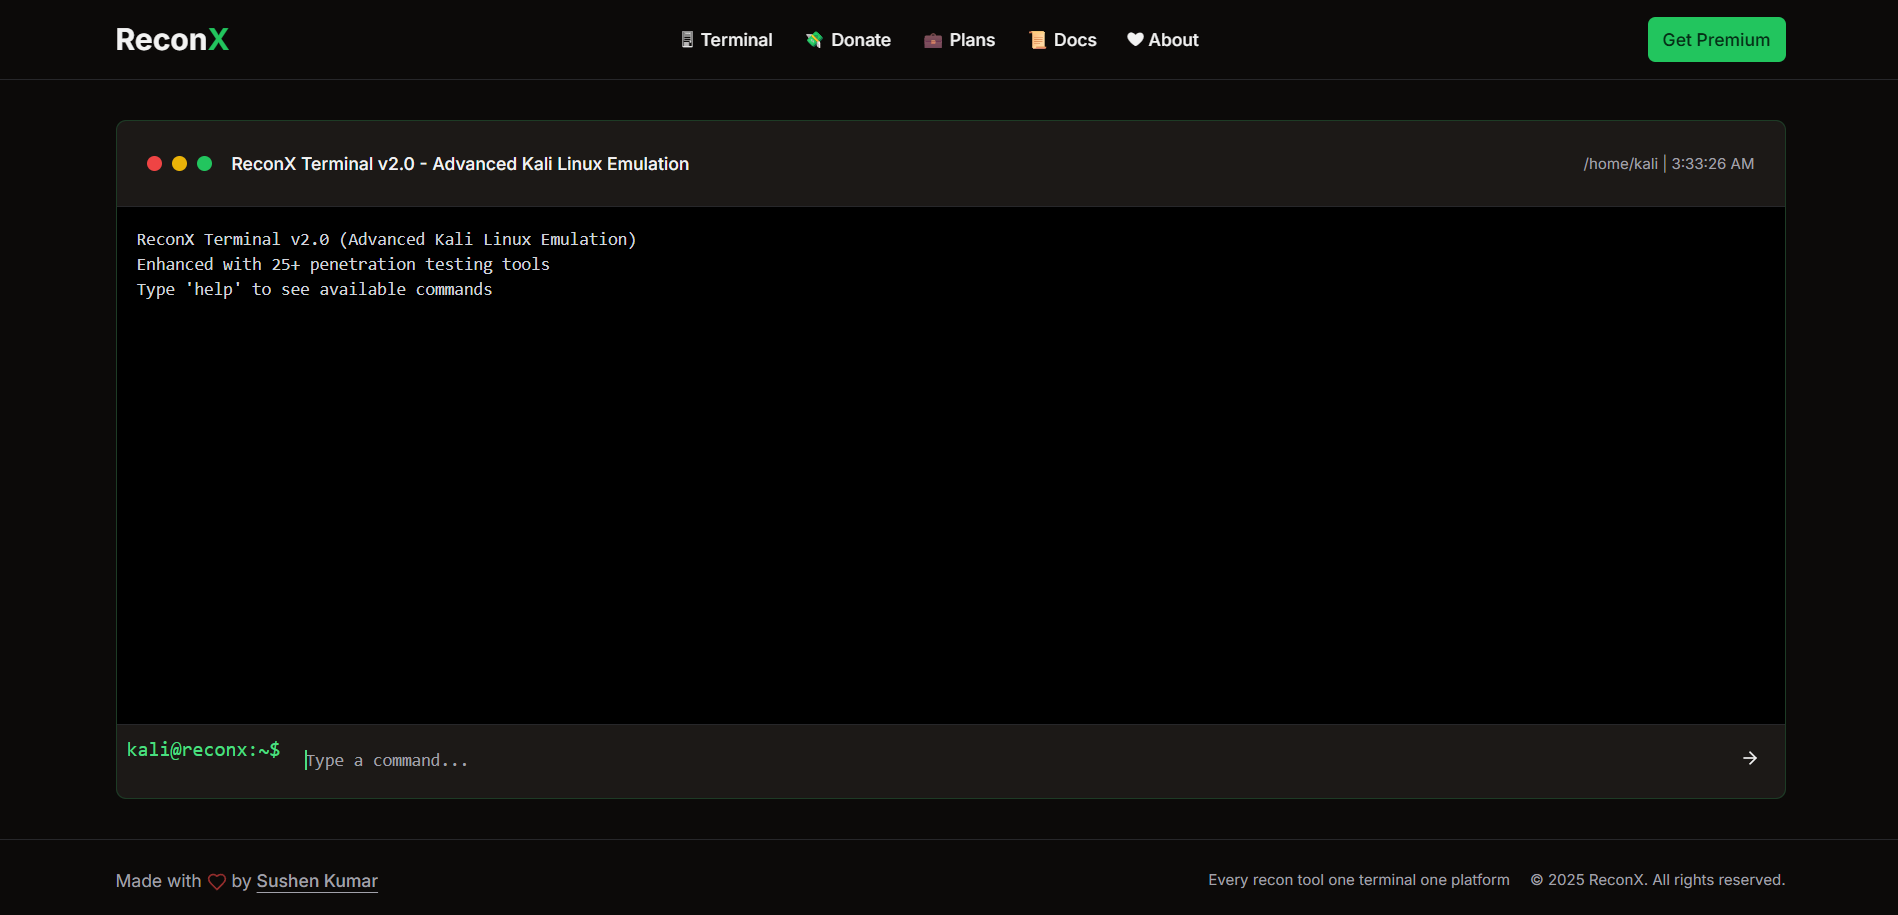 ReconX
Terminal
Donate
Plans
Docs
About
Get Premium
ReconX Terminal v2.0 - Advanced Kali Linux Emulation
/home/kali | 3:33:26 AM
ReconX Terminal v2.0 (Advanced Kali Linux Emulation)
Enhanced with 25+ penetration testing tools
Type 'help' to see available commands
kali@reconx:~$
Type a command...
Made with ♡ by Sushen Kumar
Every recon tool one terminal one platform
© 2025 ReconX. All rights reserved.